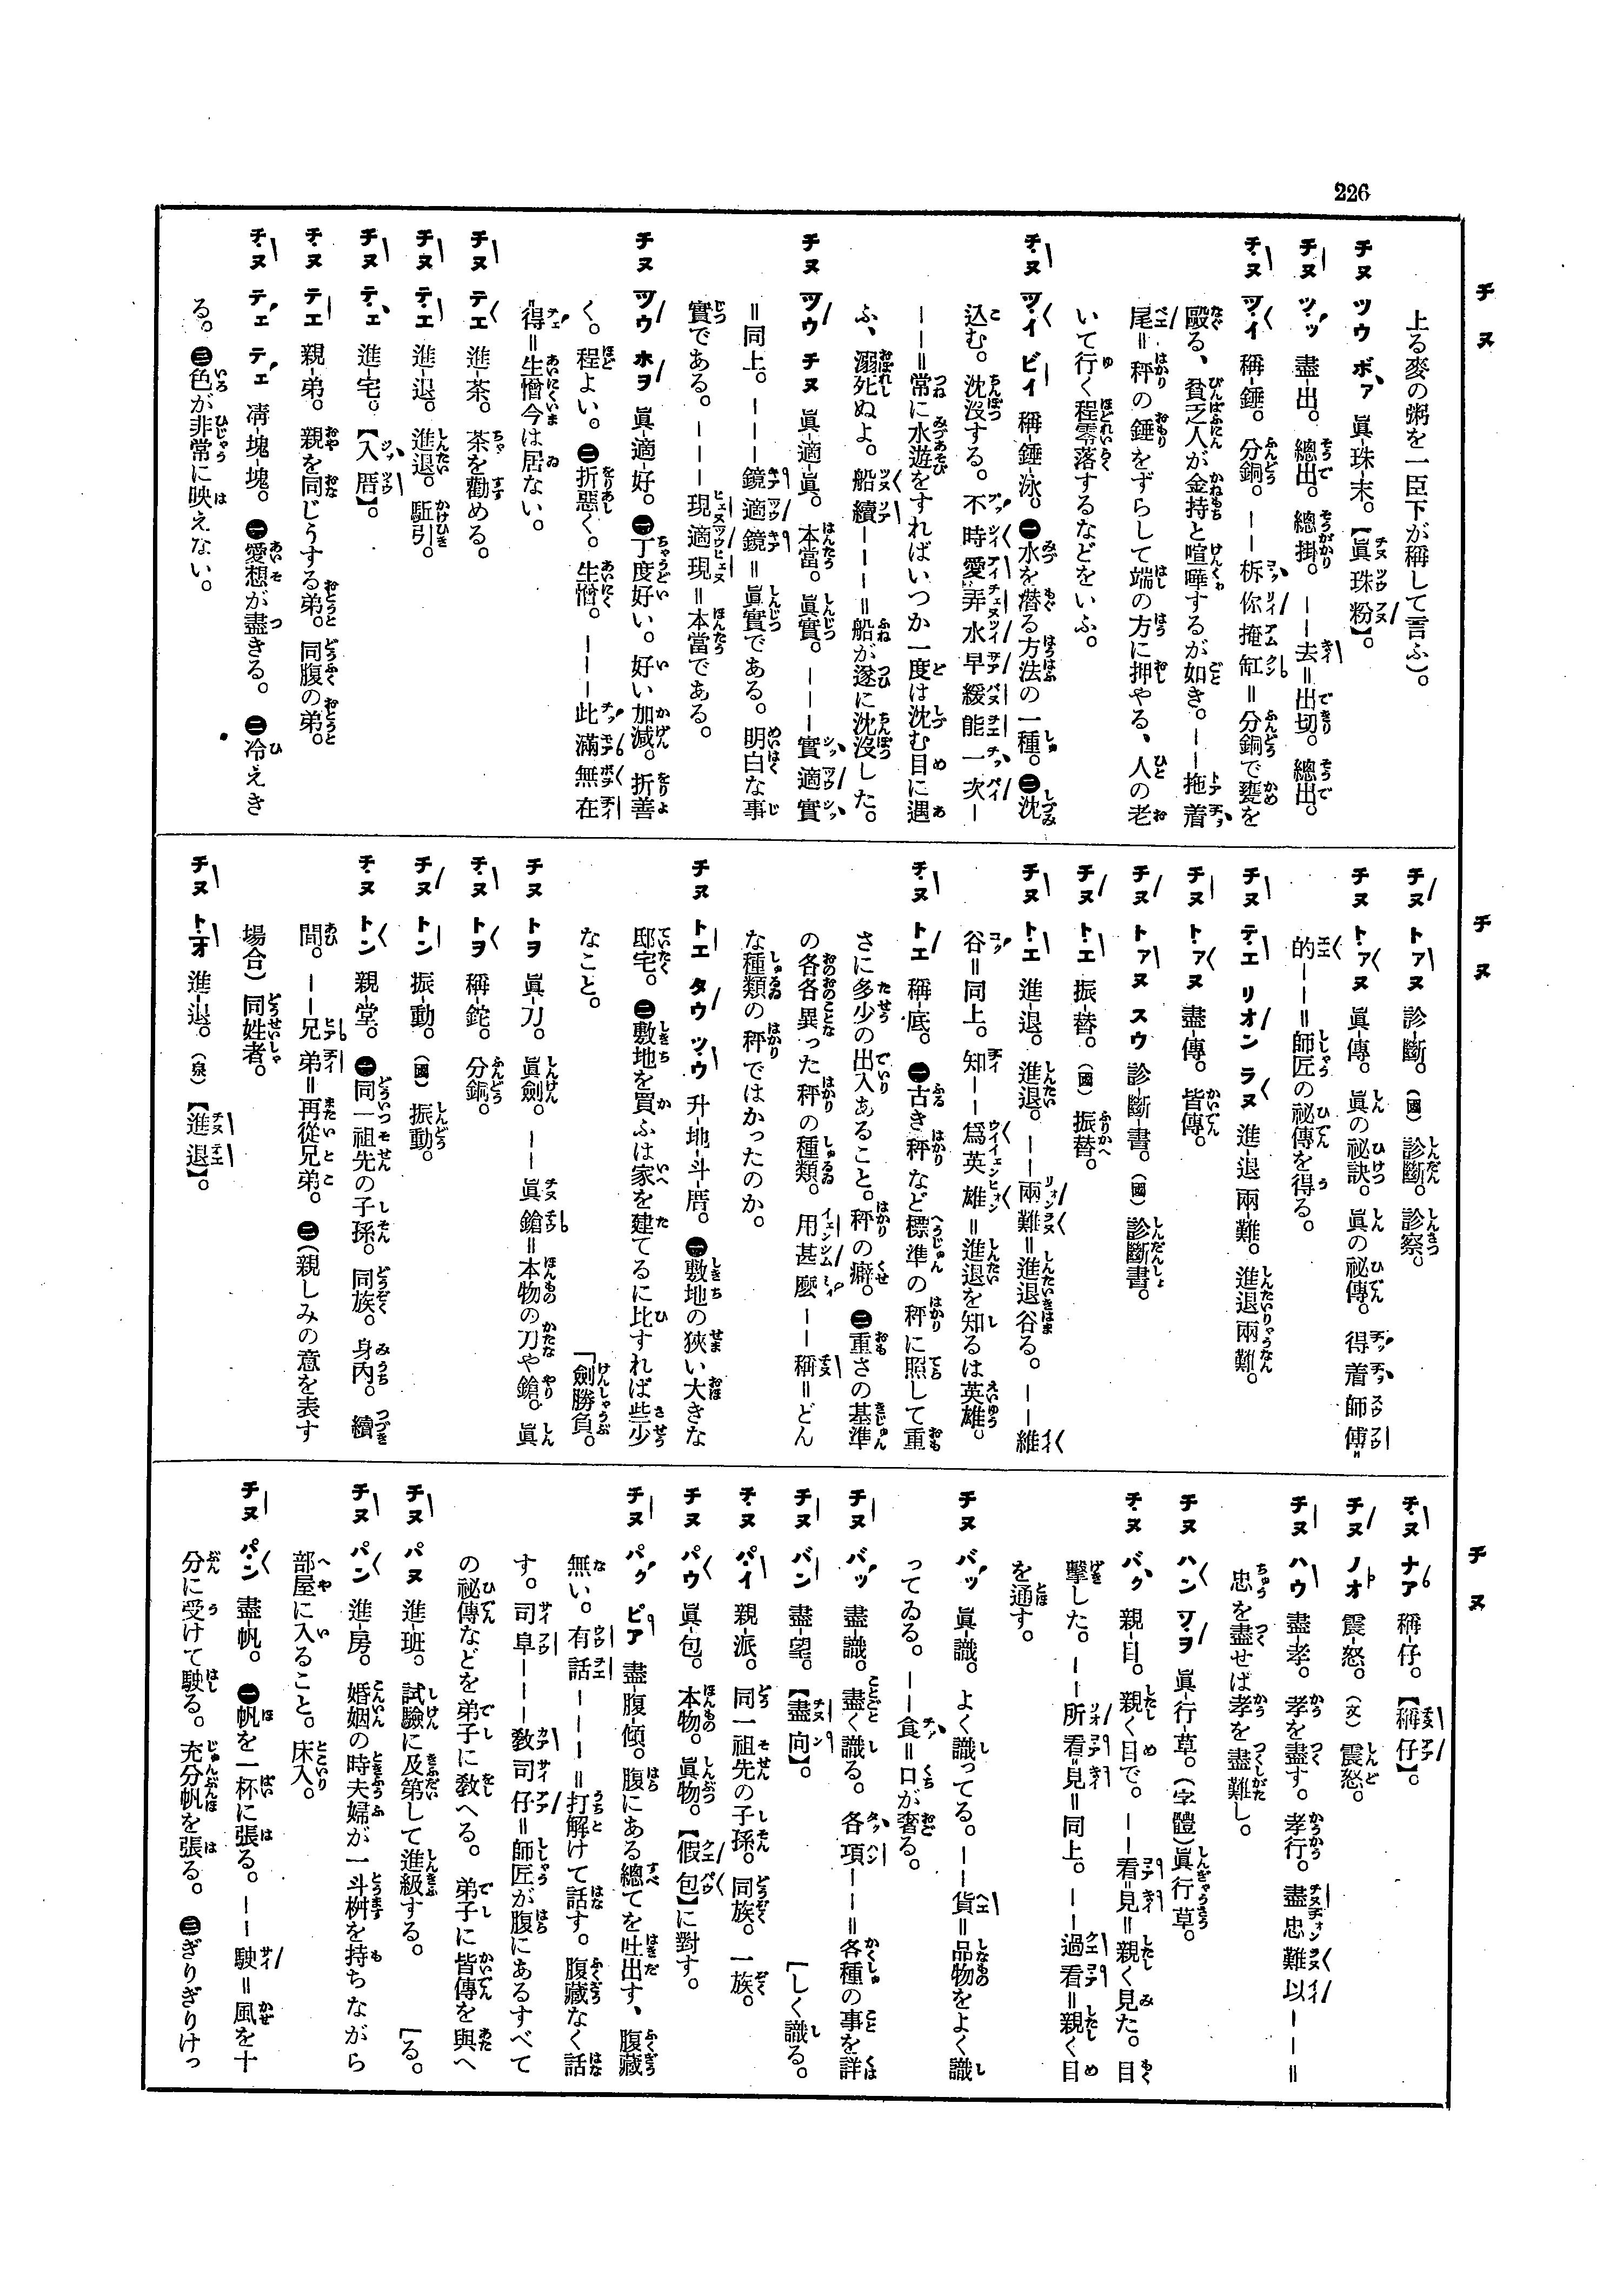 226
チヌ
上る麥の粥を一臣下が稱して言ふ)。
チヌ ツウ ボァ 眞-珠-末。【眞珠粉】。
チヌ ツッ 盡-出。總出。總掛。——去=出切。總出。
チヌ ツイ 稱-錘。分銅。——柝你掩缸=分銅で甕を
毆る、貧乏人が金持と喧嘩するが如き。——拖着
尾=秤の錘をずらして端の方に押やる、人の老
いて行く程零落するなどをいふ。
チヌ ツイ ビイ 稱-錘-泳。㊀水を潜る方法の一種。㊁沈
込む。沈沒する。不時愛弄水早緩能一次—
——=常に水遊をすればいつか一度は沈む目に遇
ふ、溺死ぬよ。船續———=船が遂に沈沒した。
チヌ ツウ チヌ 眞-適-眞。本當。眞實。———實適實
=同上。———鏡適鏡=眞實である。明白な事
實である。———現適現=本當である。
チヌ ツウ ホヲ 眞-適-好。㊀丁度好い。好い加減。折善
く。程よい。㊁折惡く。生憎。———此滿無在
得=生憎今は居ない。
チヌ テエ 進-茶。茶を勸める。
チヌ テエ 進-退。進退。駈引。
チヌ テェ 進-宅。【入厝】。
チヌ テエ 親-弟。親を同じうする弟。同腹の弟。
チヌ テェ テェ 凊-塊-塊。㊀愛想が盡きる。㊁冷えき
る。㊂色が非常に映えない。
チヌ
チヌ トァヌ 診-斷。(國)診斷。診察。
チヌ トァヌ 眞-傳。眞の秘訣。眞の祕傳。得着師傅
的——=師匠の祕傳を得る。
チヌ テエ リオン ラヌ 進-退兩-難。進退兩難。
チヌ トァヌ 盡-傳。皆傳。
チヌ トァヌ スウ 診-斷-書。(國)診斷書。
チヌ トエ 振-替。(國)振替。
チヌ トエ 進-退。進退。——兩難=進退谷る。——維
谷=同上。知——爲英雄=進退を知るは英雄。
チヌ トエ 稱-底。㊀古き秤など標準の秤に照して重
さに多少の出入あること。秤の癖。㊁重さの基準
の各各異った秤の種類。用甚麼——稱=どん
な種類の秤ではかったのか。
チヌ トエ タウ ツウ 升-地-斗-厝。㊀敷地の狹い大きな
邸宅。㊁敷地を買ふは家を建てるに比すれば些少
なこと。
「劍勝負。
チヌ トヲ 眞-刀。眞劍。——眞鎗=本物の刀や鎗。眞
チヌ トヲ 稱-鉈。分銅。
チヌ トン 振-動。(國)振動。
チヌ トン 親-堂。㊀同一祖先の子孫。同族。身內。續
間。——兄弟=再從兄弟。㊁(親しみの意を表す
場合)同姓者。
チヌ トオ 進-退。(泉)【進退】。
チヌ
チヌ ナア 稱-仔。【稱仔】。
チヌ ノオ 震-怒。(文)震怒。
チヌ ハウ 盡-孝。孝を盡す。孝行。盡忠難以——=
忠を盡せば孝を盡難し。
チヌ ハン ツヲ 眞-行-草。(字體)眞行草。
チヌ バク 親-目。親く目で。——看見=親く見た。目
擊した。——所看見=同上。——過看=親く目
を通す。
チヌ バッ 眞-識。よく識ってる。——貨=品物をよく識
ってゐる。——食=口が奢る。
チヌ バッ 盡-識。盡く識る。各項——=各種の事を詳
[しく識る。
チヌ バン 盡-望。【盡向】。
チヌ パイ 親-派。同一祖先の子孫。同族。一族。
チヌ パウ 眞-包。本物。眞物。【假包】に對す。
チヌ パク ピア 盡-腹-傾。腹にある總てを吐出す、腹藏
無い。有話———=打解けて話す。腹藏なく話
す。司阜———敎司仔=師匠が腹にあるすべて
の祕傳などを弟子に敎へる。弟子に皆傳を與へ
[る。
チヌ パヌ 進-班。試驗に及第して進級する。
チヌ パン 進-房。婚姻の時夫婦が一斗桝を持ちながら
部屋に入ること。床入。
チヌ パン 盡-帆。㊀帆を一杯に張る。——駛=風を十
分に受けて駛る。充分帆を張る。㊁ぎりぎりけっ